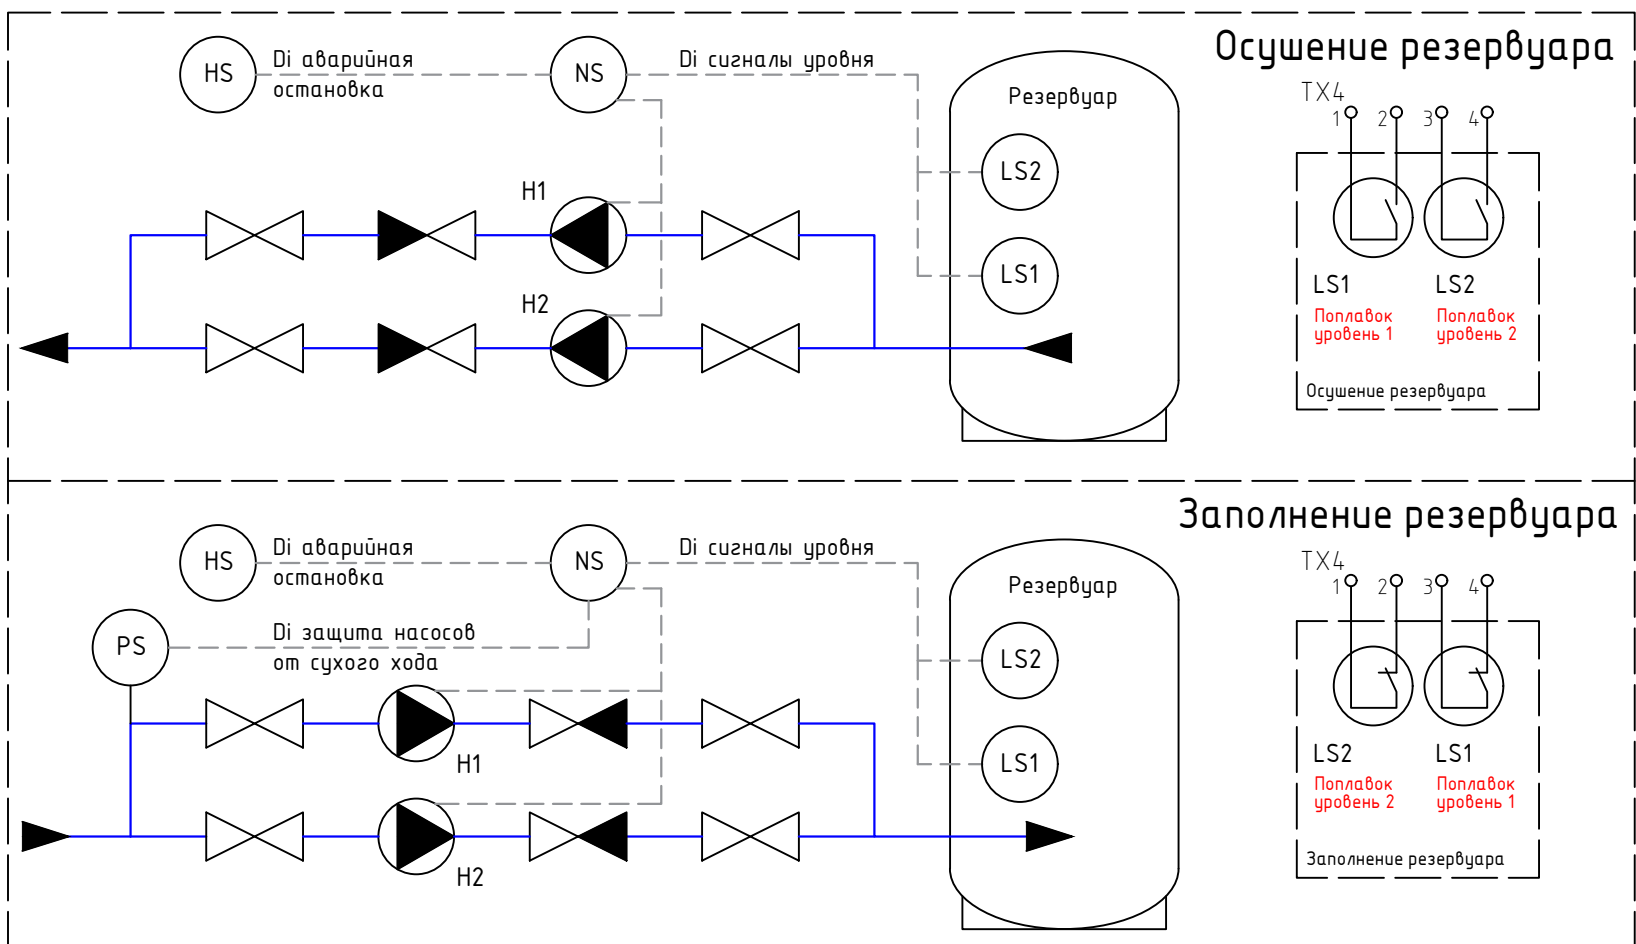 Осушение резервуара
HS
Di аварийная
остановка
NS
Di сигналы уровня
Резервуар
LS2
LS1
H1
H2
TX4
1
2
3
4
LS1
LS2
Поплавок
уровень 1
Поплавок
уровень 2
Осушение резервуара
Заполнение резервуара
HS
Di аварийная
остановка
NS
Di сигналы уровня
Резервуар
PS
Di защита насосов
от сухого хода
LS2
LS1
H1
H2
TX4
1
2
3
4
LS2
LS1
Поплавок
уровень 2
Поплавок
уровень 1
Заполнение резервуара